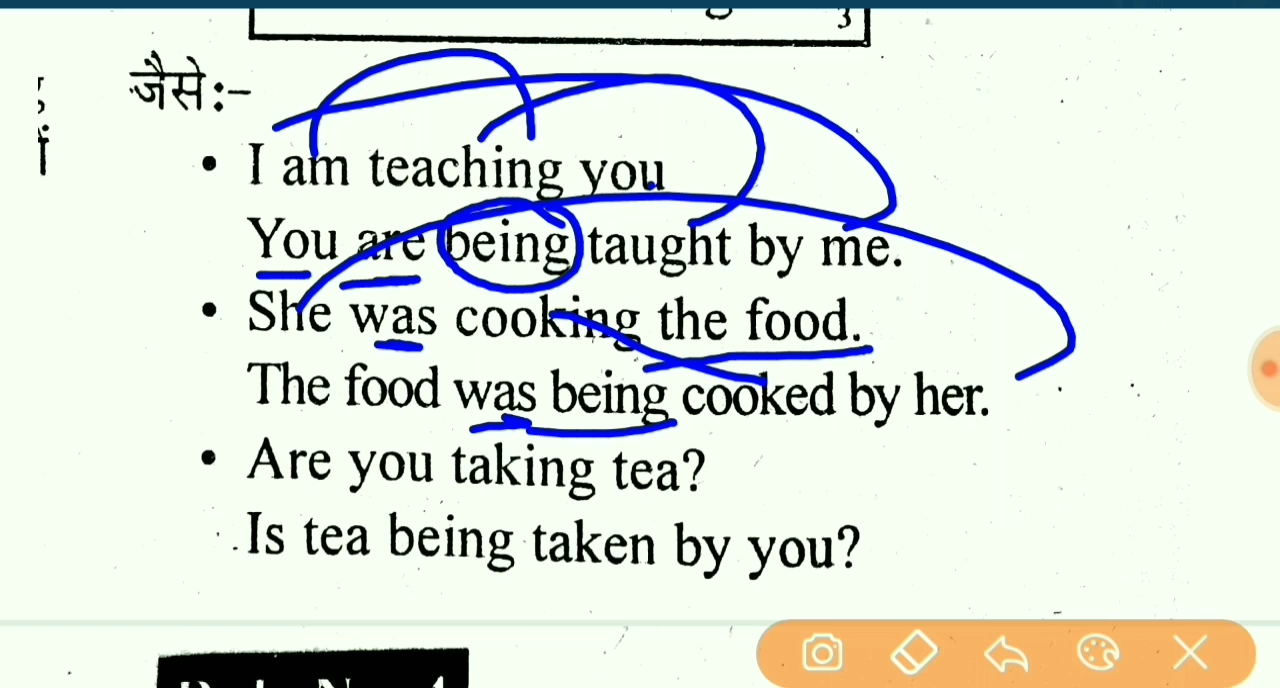 3
जैसे:–
• I am teaching you
You are being taught by me.
• She was cooking the food.
The food was being cooked by her.
• Are you taking tea?
Is tea being taken by you?